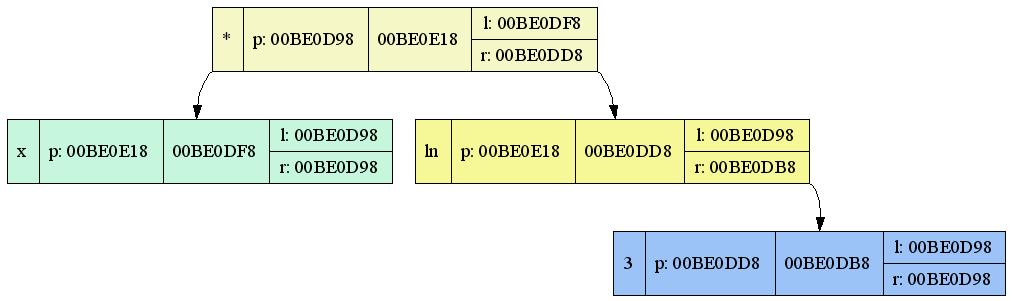 * p: 00BE0D98 00BE0E18 l: 00BE0DF8
r: 00BE0DD8
x p: 00BE0E18 00BE0DF8 l: 00BE0D98
r: 00BE0D98
ln p: 00BE0E18 00BE0DD8 l: 00BE0D98
r: 00BE0DB8
3 p: 00BE0DD8 00BE0DB8 l: 00BE0D98
r: 00BE0D98